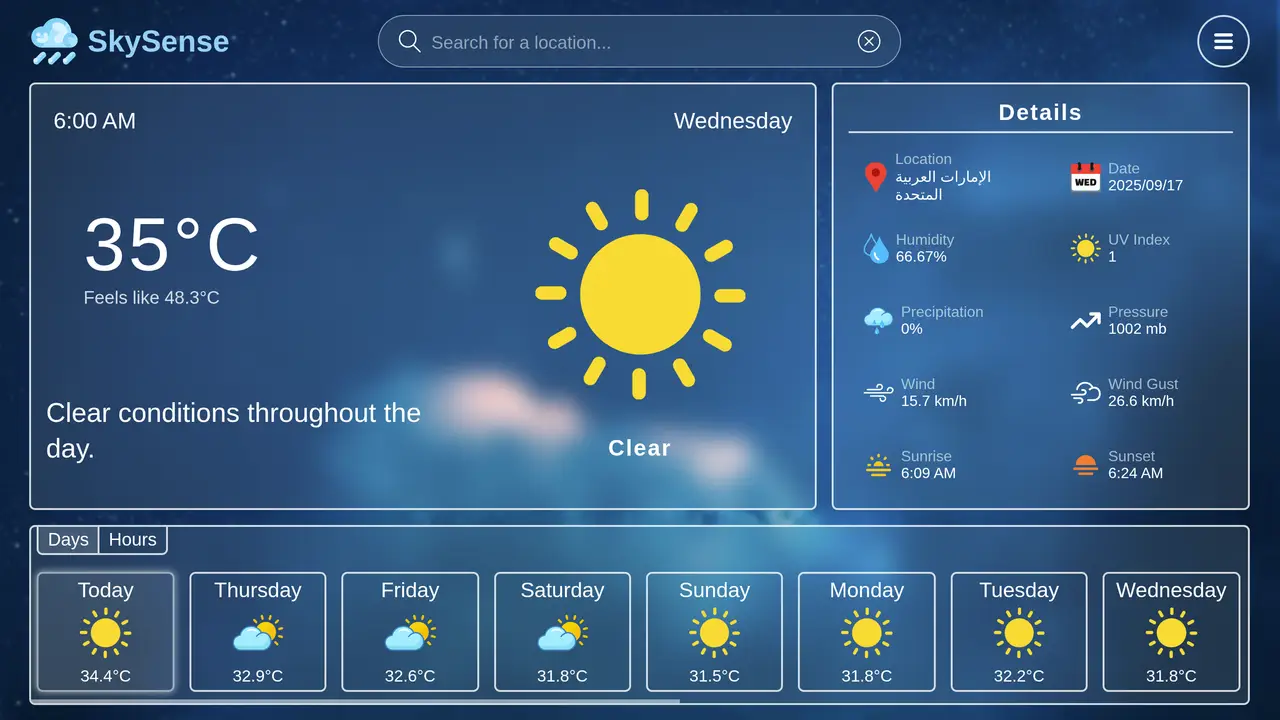 SkySense
Search for a location...
6:00 AM
Wednesday
35°C
Feels like 48.3°C
Clear conditions throughout the
day.
Clear
Details
Location
الإمارات العربية
المتحدة
WED
Date
2025/09/17
Humidity
66.67%
UV Index
1
Precipitation
0%
Pressure
1002 mb
Wind
15.7 km/h
Wind Gust
26.6 km/h
Sunrise
6:09 AM
Sunset
6:24 AM
Days
Hours
Today
34.4°C
Thursday
32.9°C
Friday
32.6°C
Saturday
31.8°C
Sunday
31.5°C
Monday
31.8°C
Tuesday
32.2°C
Wednesday
31.8°C